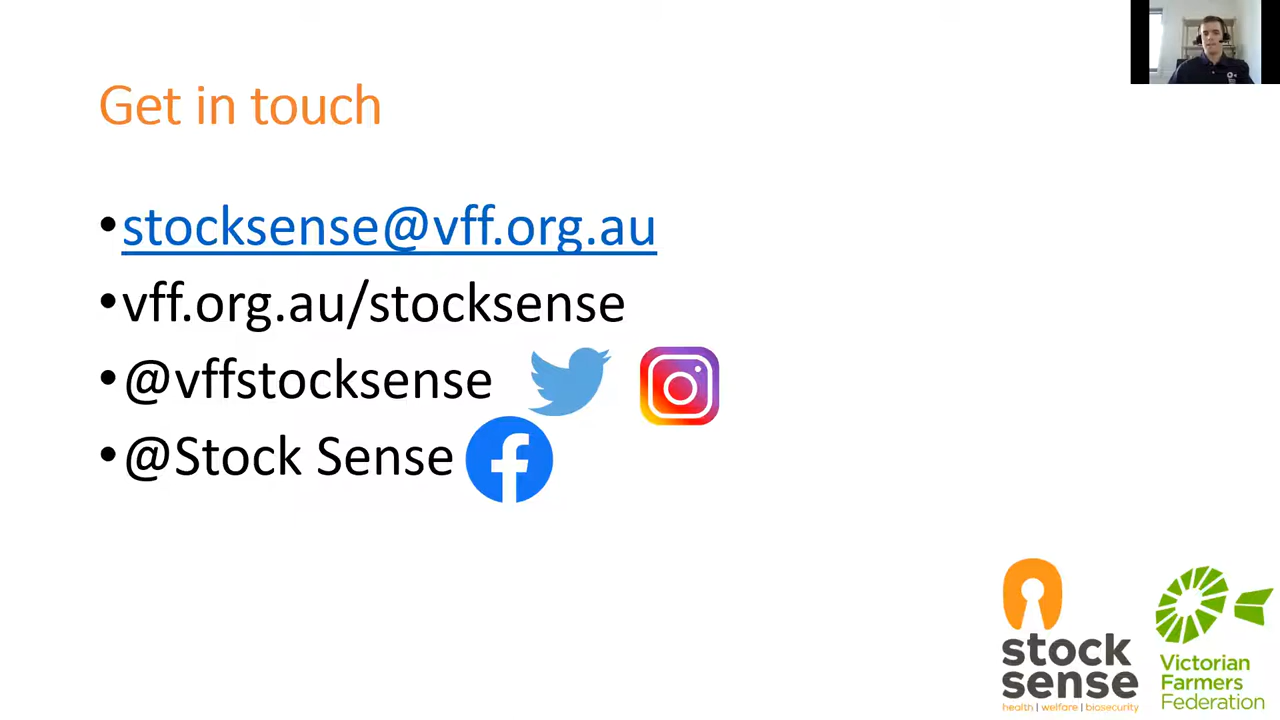 Get in touch
•stocksense@vff.org.au
•vff.org.au/stocksense
•@vffstocksense
•@Stock Sense
stock
sense
health | welfare | biosecurity
Victorian
Farmers
Federation